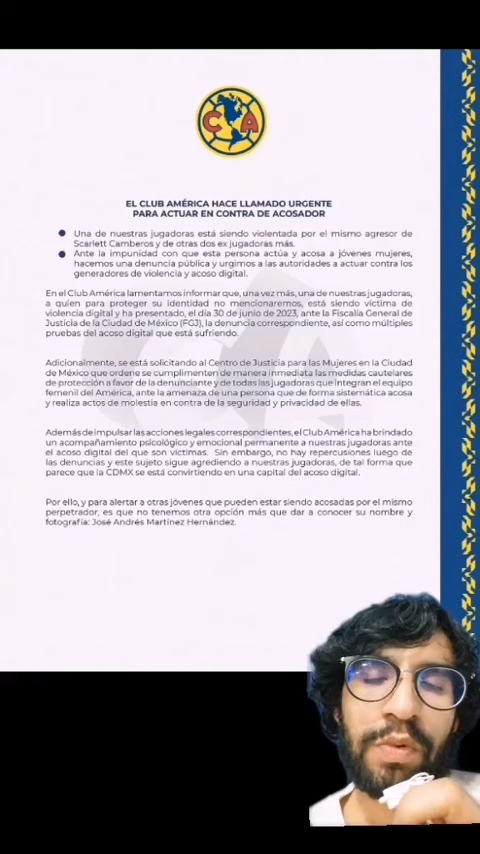 CA
EL CLUB AMÉRICA HACE LLAMADO URGENTE
PARA ACTUAR EN CONTRA DE ACOSADOR
Una de nuestras jugadoras está siendo violentada por el mismo agresor de
Scarlett Camberos y de otras dos ex jugadoras más.
Ante la impunidad con que esta persona actúa y acosa a jóvenes mujeres,
hacemos una denuncia pública y urgimos a las autoridades a actuar contra los
generadores de violencia y acoso digital.
En el Club América lamentamos informar que, una vez más, una de nuestras jugadoras,
a quien para proteger su identidad no mencionaremos, está siendo víctima de
violencia digital y ha presentado, el día 30 de junio de 2023, ante la Fiscalía General de
Justicia de la Ciudad de México (FGJ), la denuncia correspondiente, así como múltiples
pruebas del acoso digital que está sufriendo.
Adicionalmente, se está solicitando al Centro de Justicia para las Mujeres en la Ciudad
de México que ordene se cumplimenten de manera inmediata las medidas cautelares
de protección a favor de la denunciante y de todas las jugadoras que integran el equipo
femenil del América, ante la amenaza de una persona que de forma sistemática acosa
y realiza actos de molestia en contra de la seguridad y privacidad de ellas.
Además de impulsar las acciones legales correspondientes, el Club América ha brindado
un acompañamiento psicológico y emocional permanente a nuestras jugadoras ante
el acoso digital del que son víctimas. Sin embargo, no hay repercusiones luego de
las denuncias y este sujeto sigue agrediendo a nuestras jugadoras, de tal forma que
parece que la CDMX se está convirtiendo en una capital del acoso digital.
Por ello, y para alertar a otras jóvenes que pueden estar siendo acosadas por el mismo
perpetrador, es que no tenemos otra opción más que dar a conocer su nombre y
fotografía: José Andrés Martínez Hernández.